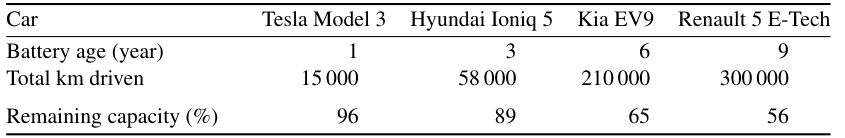 Car Tesla Model 3 Hyundai Ioniq 5 Kia EV9 Renault 5 E-Tech
Battery age (year) 1 3 6 9
Total km driven 15 000 58 000 210 000 300 000
Remaining capacity (%) 96 89 65 56